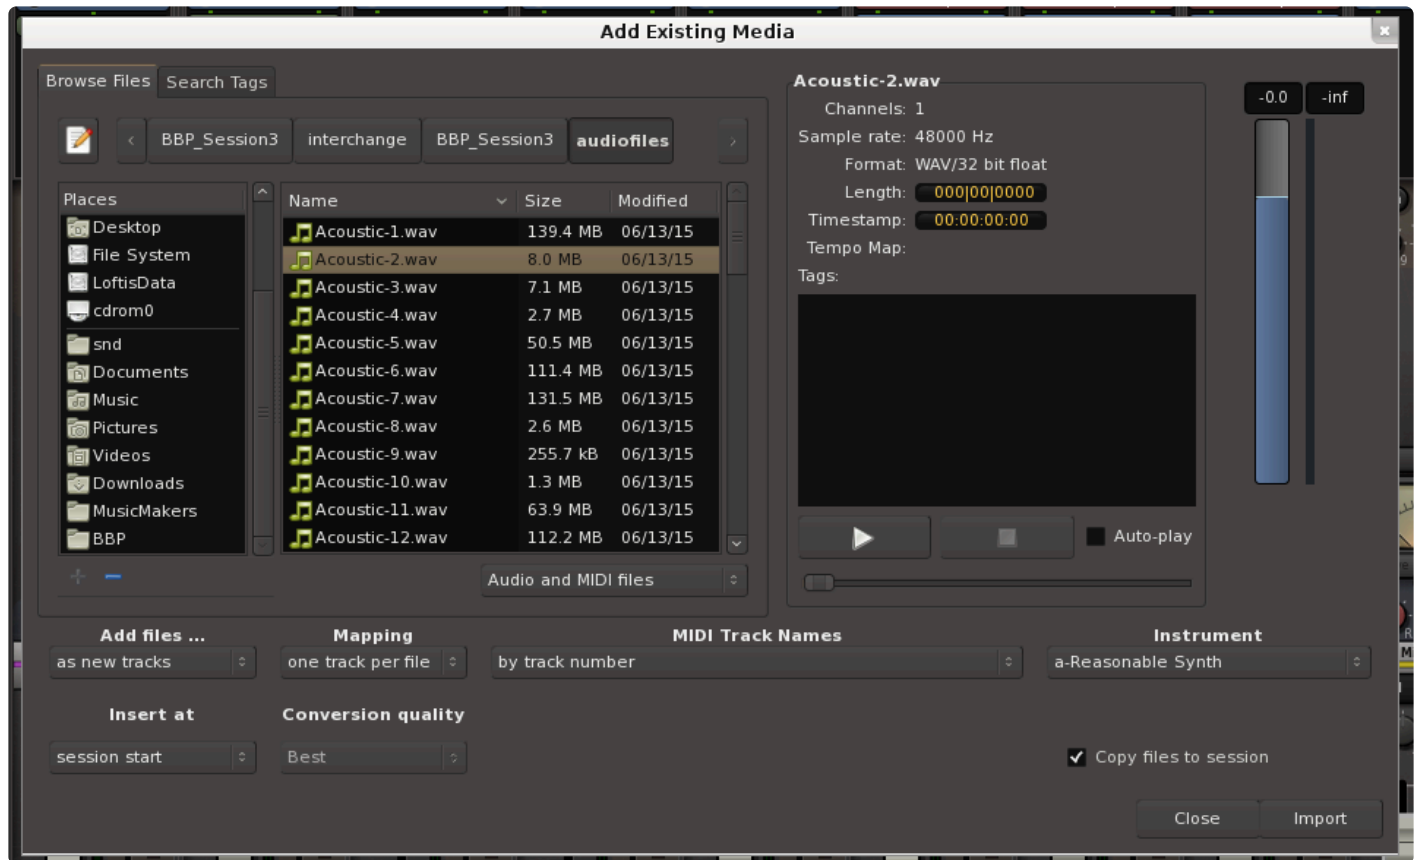 Add Existing Media
Browse Files Search Tags
BBP_Session3 interchange BBP_Session3 audiofiles
Places
Desktop
File System
LoftisData
cdrom0
snd
Documents
Music
Pictures
Videos
Downloads
MusicMakers
BBP
Name Size Modified
Acoustic-1.wav 139.4 MB 06/13/15
Acoustic-2.wav 8.0 MB 06/13/15
Acoustic-3.wav 7.1 MB 06/13/15
Acoustic-4.wav 2.7 MB 06/13/15
Acoustic-5.wav 50.5 MB 06/13/15
Acoustic-6.wav 111.4 MB 06/13/15
Acoustic-7.wav 131.5 MB 06/13/15
Acoustic-8.wav 2.6 MB 06/13/15
Acoustic-9.wav 255.7 kB 06/13/15
Acoustic-10.wav 1.3 MB 06/13/15
Acoustic-11.wav 63.9 MB 06/13/15
Acoustic-12.wav 112.2 MB 06/13/15
Audio and MIDI files
Acoustic-2.wav
Channels: 1
Sample rate: 48000 Hz
Format: WAV/32 bit float
Length: 000|00|0000
Timestamp: 00:00:00:00
Tempo Map:
Tags:
Auto-play
-0.0 -inf
Add files ... Mapping MIDI Track Names Instrument
as new tracks one track per file by track number a-Reasonable Synth
Insert at Conversion quality
session start Best Copy files to session
Close Import